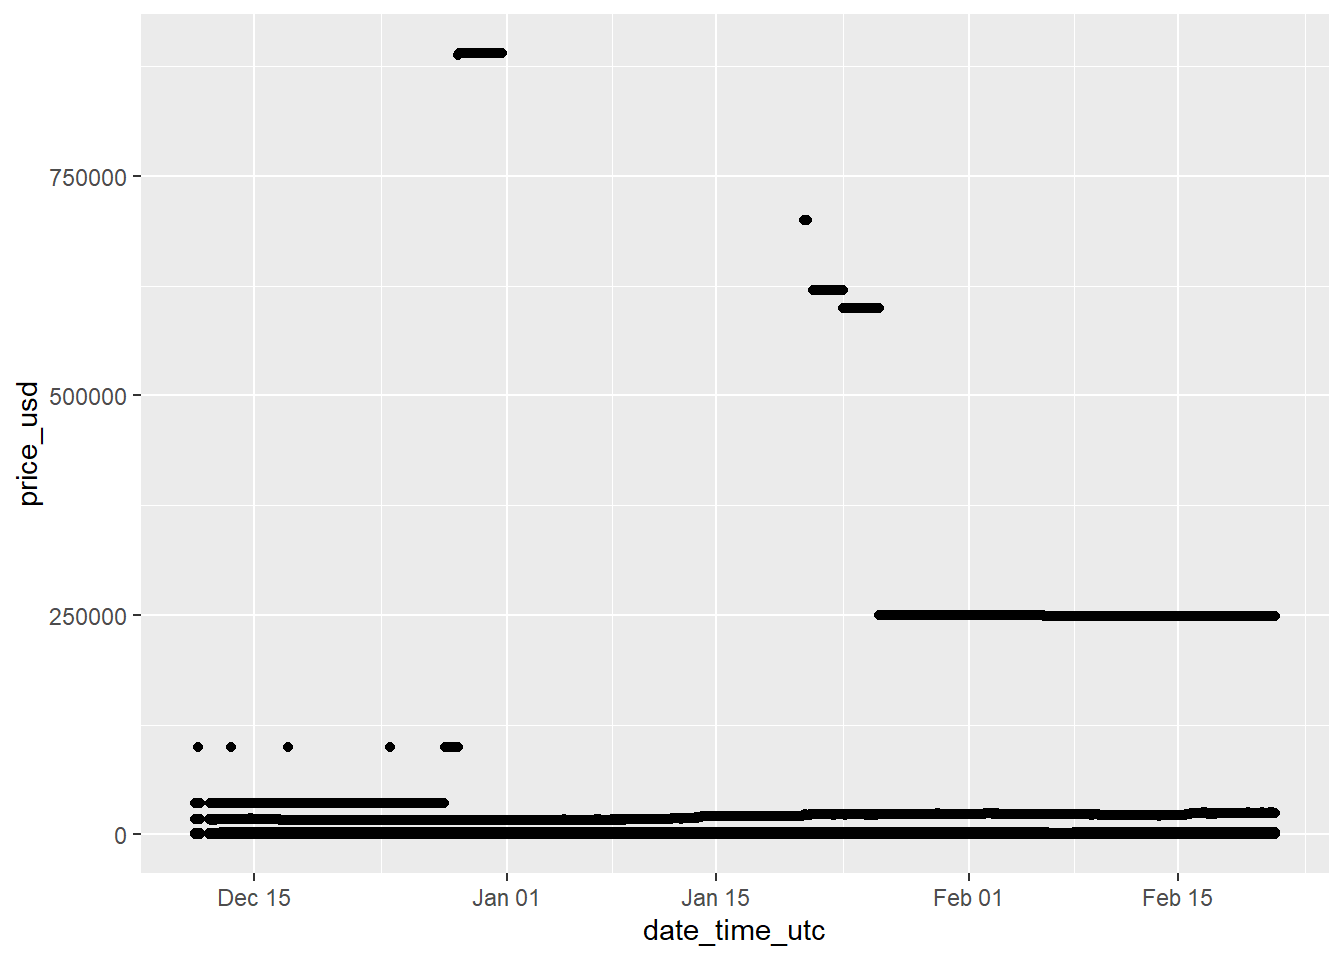 price_usd
750000
500000
250000
0
Dec 15
Jan 01
Jan 15
Feb 01
Feb 15
date_time_utc